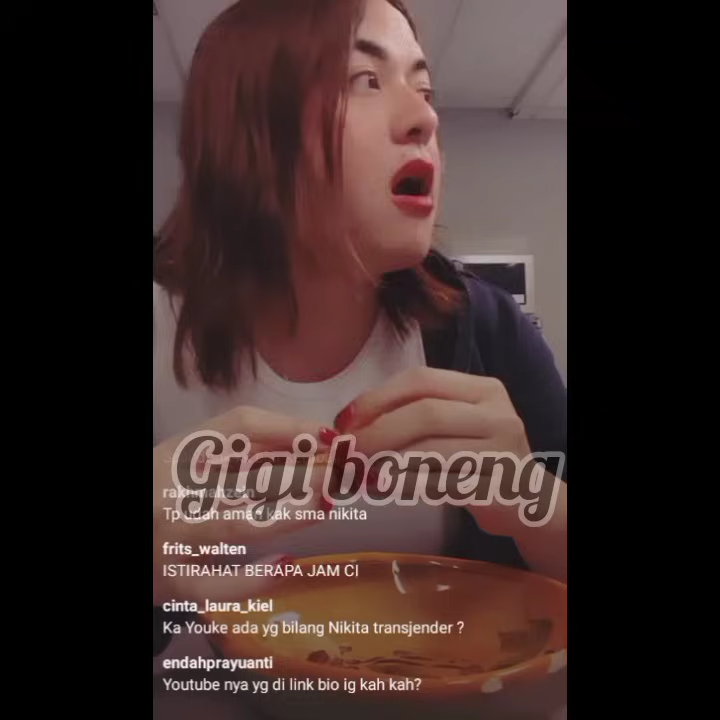 Gigi boneng
rakhmahzein
Tp udah aman kak sma nikita
frits_walten
ISTIRAHAT BERAPA JAM CI
cinta_laura_kiel
Ka Youke ada yg bilang Nikita transjender ?
endahprayuanti
Youtube nya yg di link bio ig kah kah?